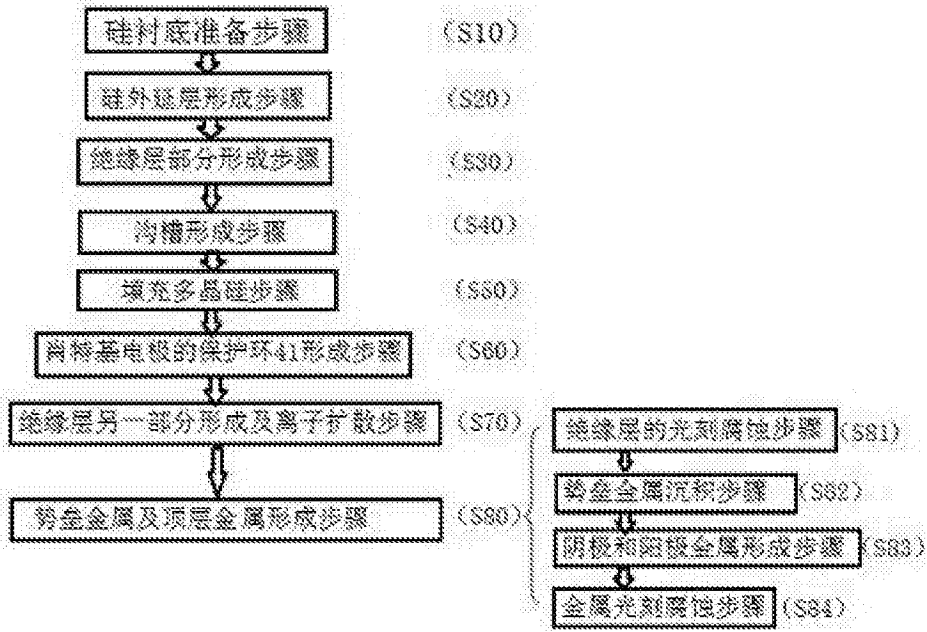 硅衬底准备步骤 (S10)
硅外延层形成步骤 (S20)
绝缘层部分形成步骤 (S30)
沟槽形成步骤 (S40)
填充多晶硅步骤 (S50)
肖特基电极的保护环41形成步骤 (S60)
绝缘层另一部分形成及离子扩散步骤 (S70)
势垒金属及顶层金属形成步骤 (S80)
绝缘层的光刻腐蚀步骤 (S81)
势垒金属沉积步骤 (S82)
阴极和阳极金属形成步骤 (S83)
金属光刻腐蚀步骤 (S84)